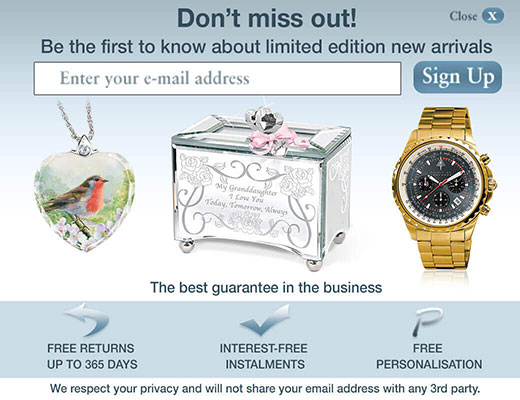 Don't miss out!
Close X
Be the first to know about limited edition new arrivals
Enter your e-mail address
Sign Up
My Granddaughter
I Love You
Today, Tomorrow, Always
The best guarantee in the business
FREE RETURNS
UP TO 365 DAYS
INTEREST-FREE
INSTALMENTS
P
FREE
PERSONALISATION
We respect your privacy and will not share your email address with any 3rd party.